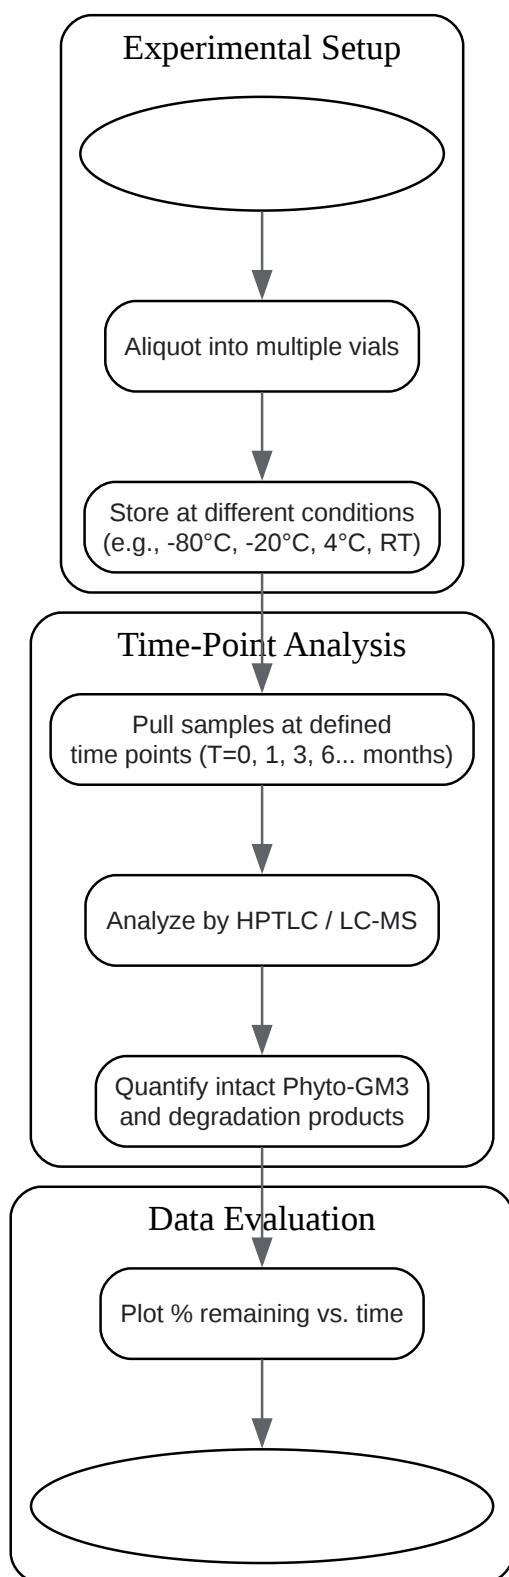 Experimental Setup
Aliquot into multiple vials
Store at different conditions
(e.g., -80°C, -20°C, 4°C, RT)
Time-Point Analysis
Pull samples at defined
time points (T=0, 1, 3, 6... months)
Analyze by HPTLC / LC-MS
Quantify intact Phyto-GM3
and degradation products
Data Evaluation
Plot % remaining vs. time